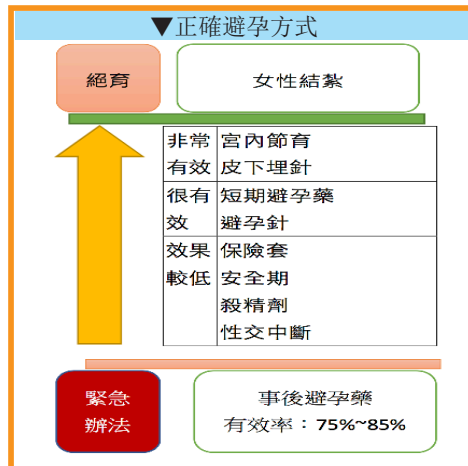 ▼正確避孕方式
絕育
女性結紮
非常
有效
宮內節育
皮下埋針
很有
效
短期避孕藥
避孕針
效果
較低
保險套
安全期
殺精劑
性交中斷
緊急
辦法
事後避孕藥
有效率：75%~85%